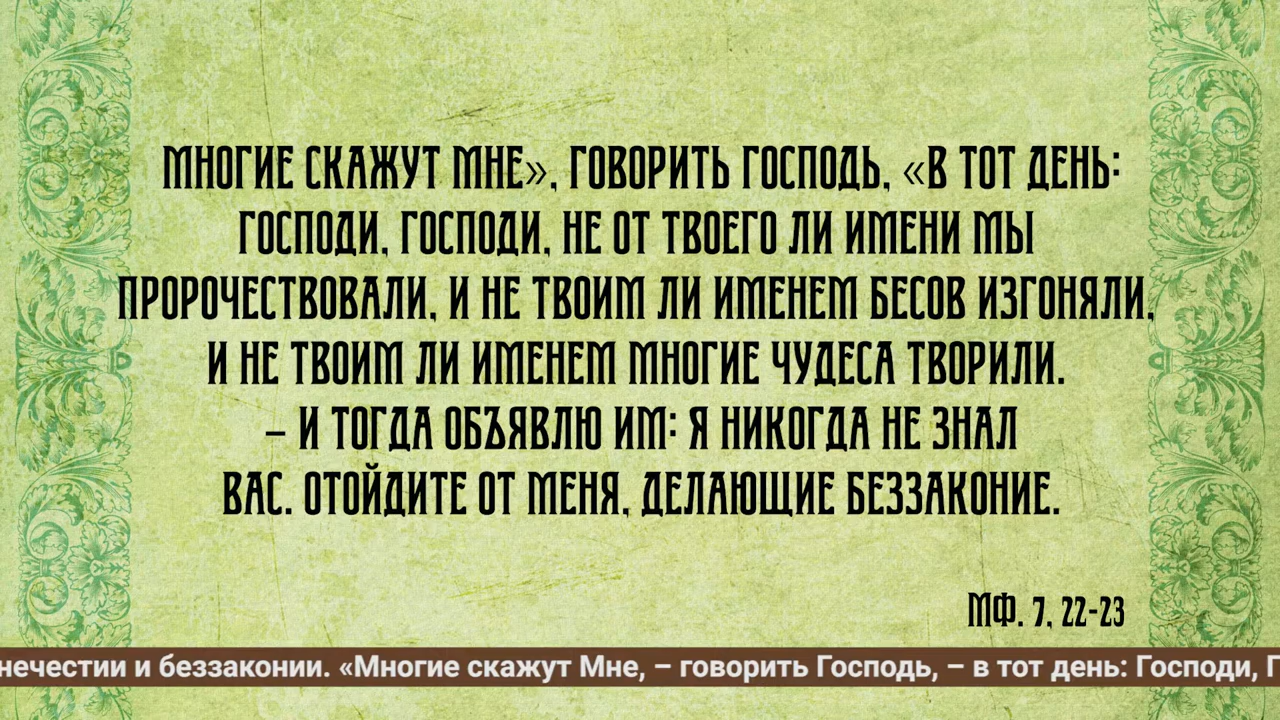 МНОГИЕ СКАЖУТ МНЕ», ГОВОРИТЬ ГОСПОДЬ, «В ТОТ ДЕНЬ:
ГОСПОДИ, ГОСПОДИ, НЕ ОТ ТВОЕГО ЛИ ИМЕНИ МЫ
ПРОРОЧЕСТВОВАЛИ, И НЕ ТВОИМ ЛИ ИМЕНЕМ БЕСОВ ИЗГОНЯЛИ,
И НЕ ТВОИМ ЛИ ИМЕНЕМ МНОГИЕ ЧУДЕСА ТВОРИЛИ.
– И ТОГДА ОБЪЯВЛЮ ИМ: Я НИКОГДА НЕ ЗНАЛ
ВАС. ОТОЙДИТЕ ОТ МЕНЯ, ДЕЛАЮЩИЕ БЕЗЗАКОНИЕ.
МФ. 7, 22-23
нечестии и беззаконии. «Многие скажут Мне, – говорить Господь, – в тот день: Господи, Г